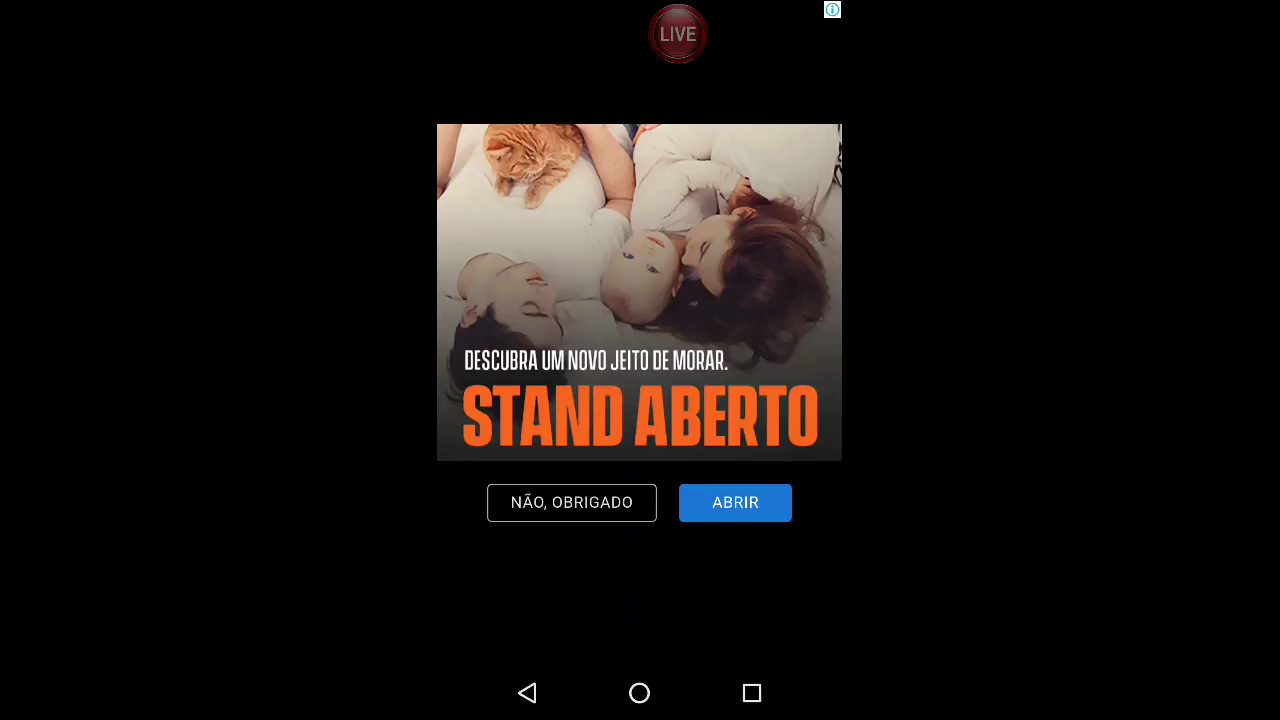 LIVE
DESCUBRA UM NOVO JEITO DE MORAR.
STAND ABERTO
NÃO, OBRIGADO
ABRIR